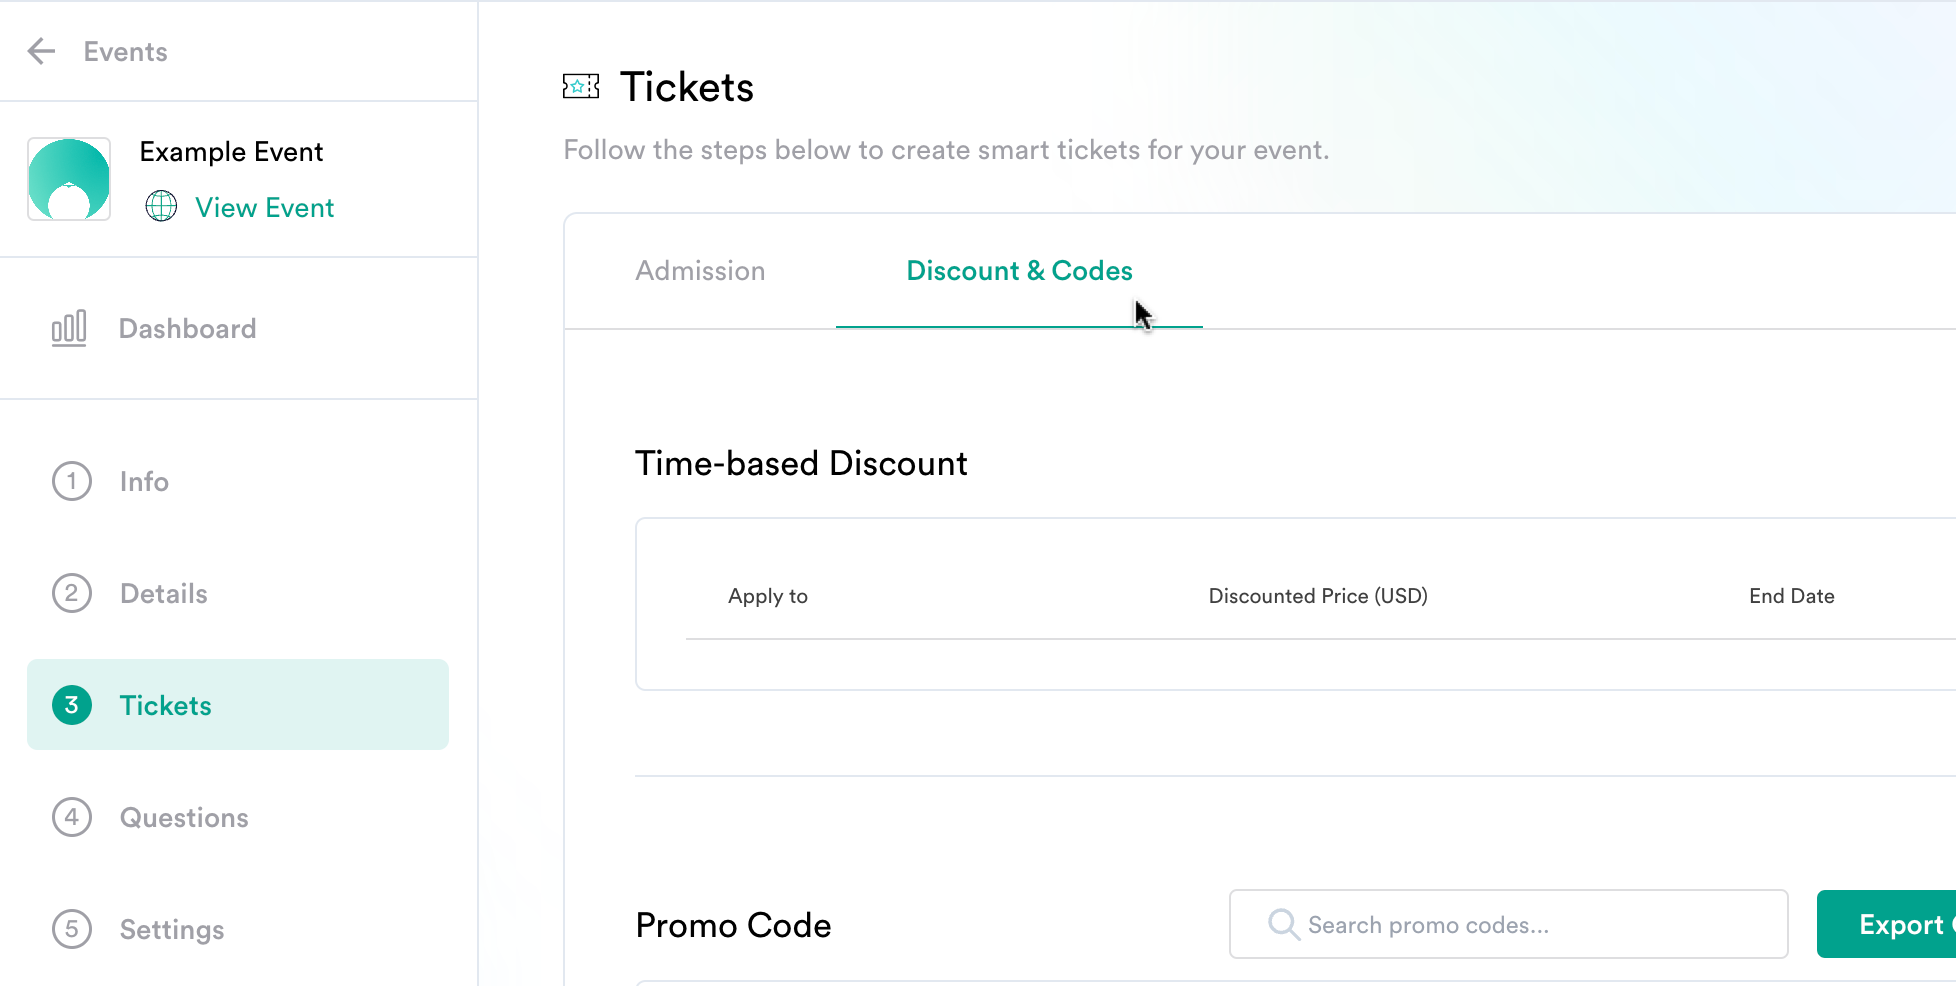 Events
Example Event
View Event
Dashboard
1 Info
2 Details
3 Tickets
4 Questions
5 Settings
Tickets
Follow the steps below to create smart tickets for your event.
Admission Discount & Codes
Time-based Discount
Apply to Discounted Price (USD) End Date
Promo Code Search promo codes... Export